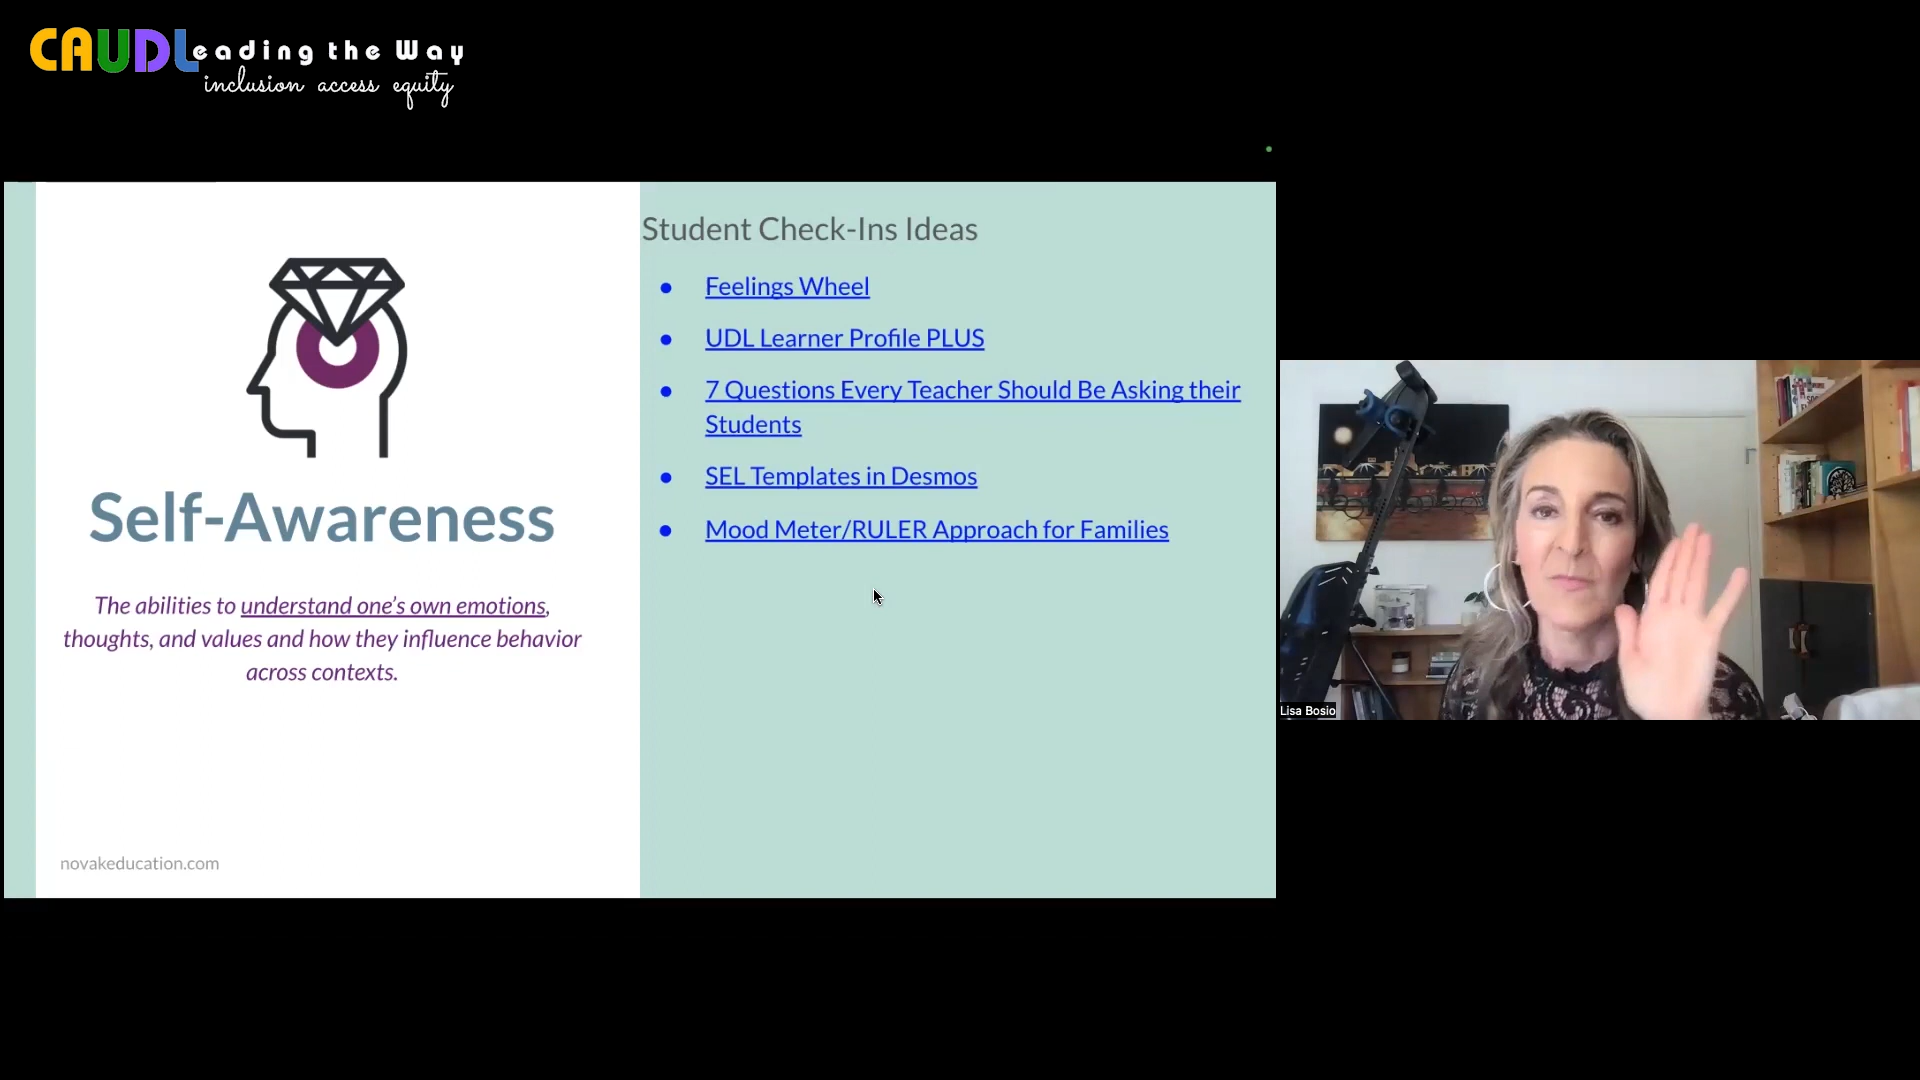 CAUDLeading the Way
inclusion access equity
Student Check-Ins Ideas
● Feelings Wheel
● UDL Learner Profile PLUS
● 7 Questions Every Teacher Should Be Asking their
Students
● SEL Templates in Desmos
● Mood Meter/RULER Approach for Families
Self-Awareness
The abilities to understand one’s own emotions,
thoughts, and values and how they influence behavior
across contexts.
novakeducation.com
Lisa Bosio